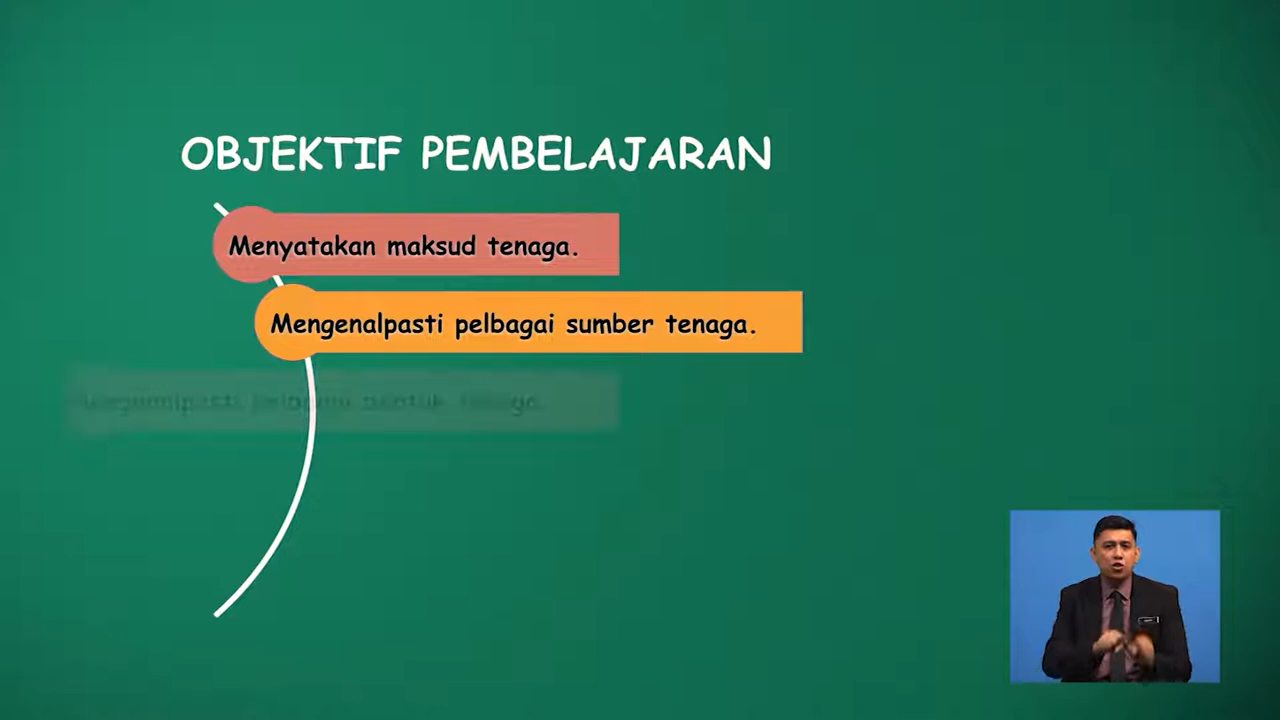 OBJEKTIF PEMBELAJARAN
Menyatakan maksud tenaga.
Mengenalpasti pelbagai sumber tenaga.